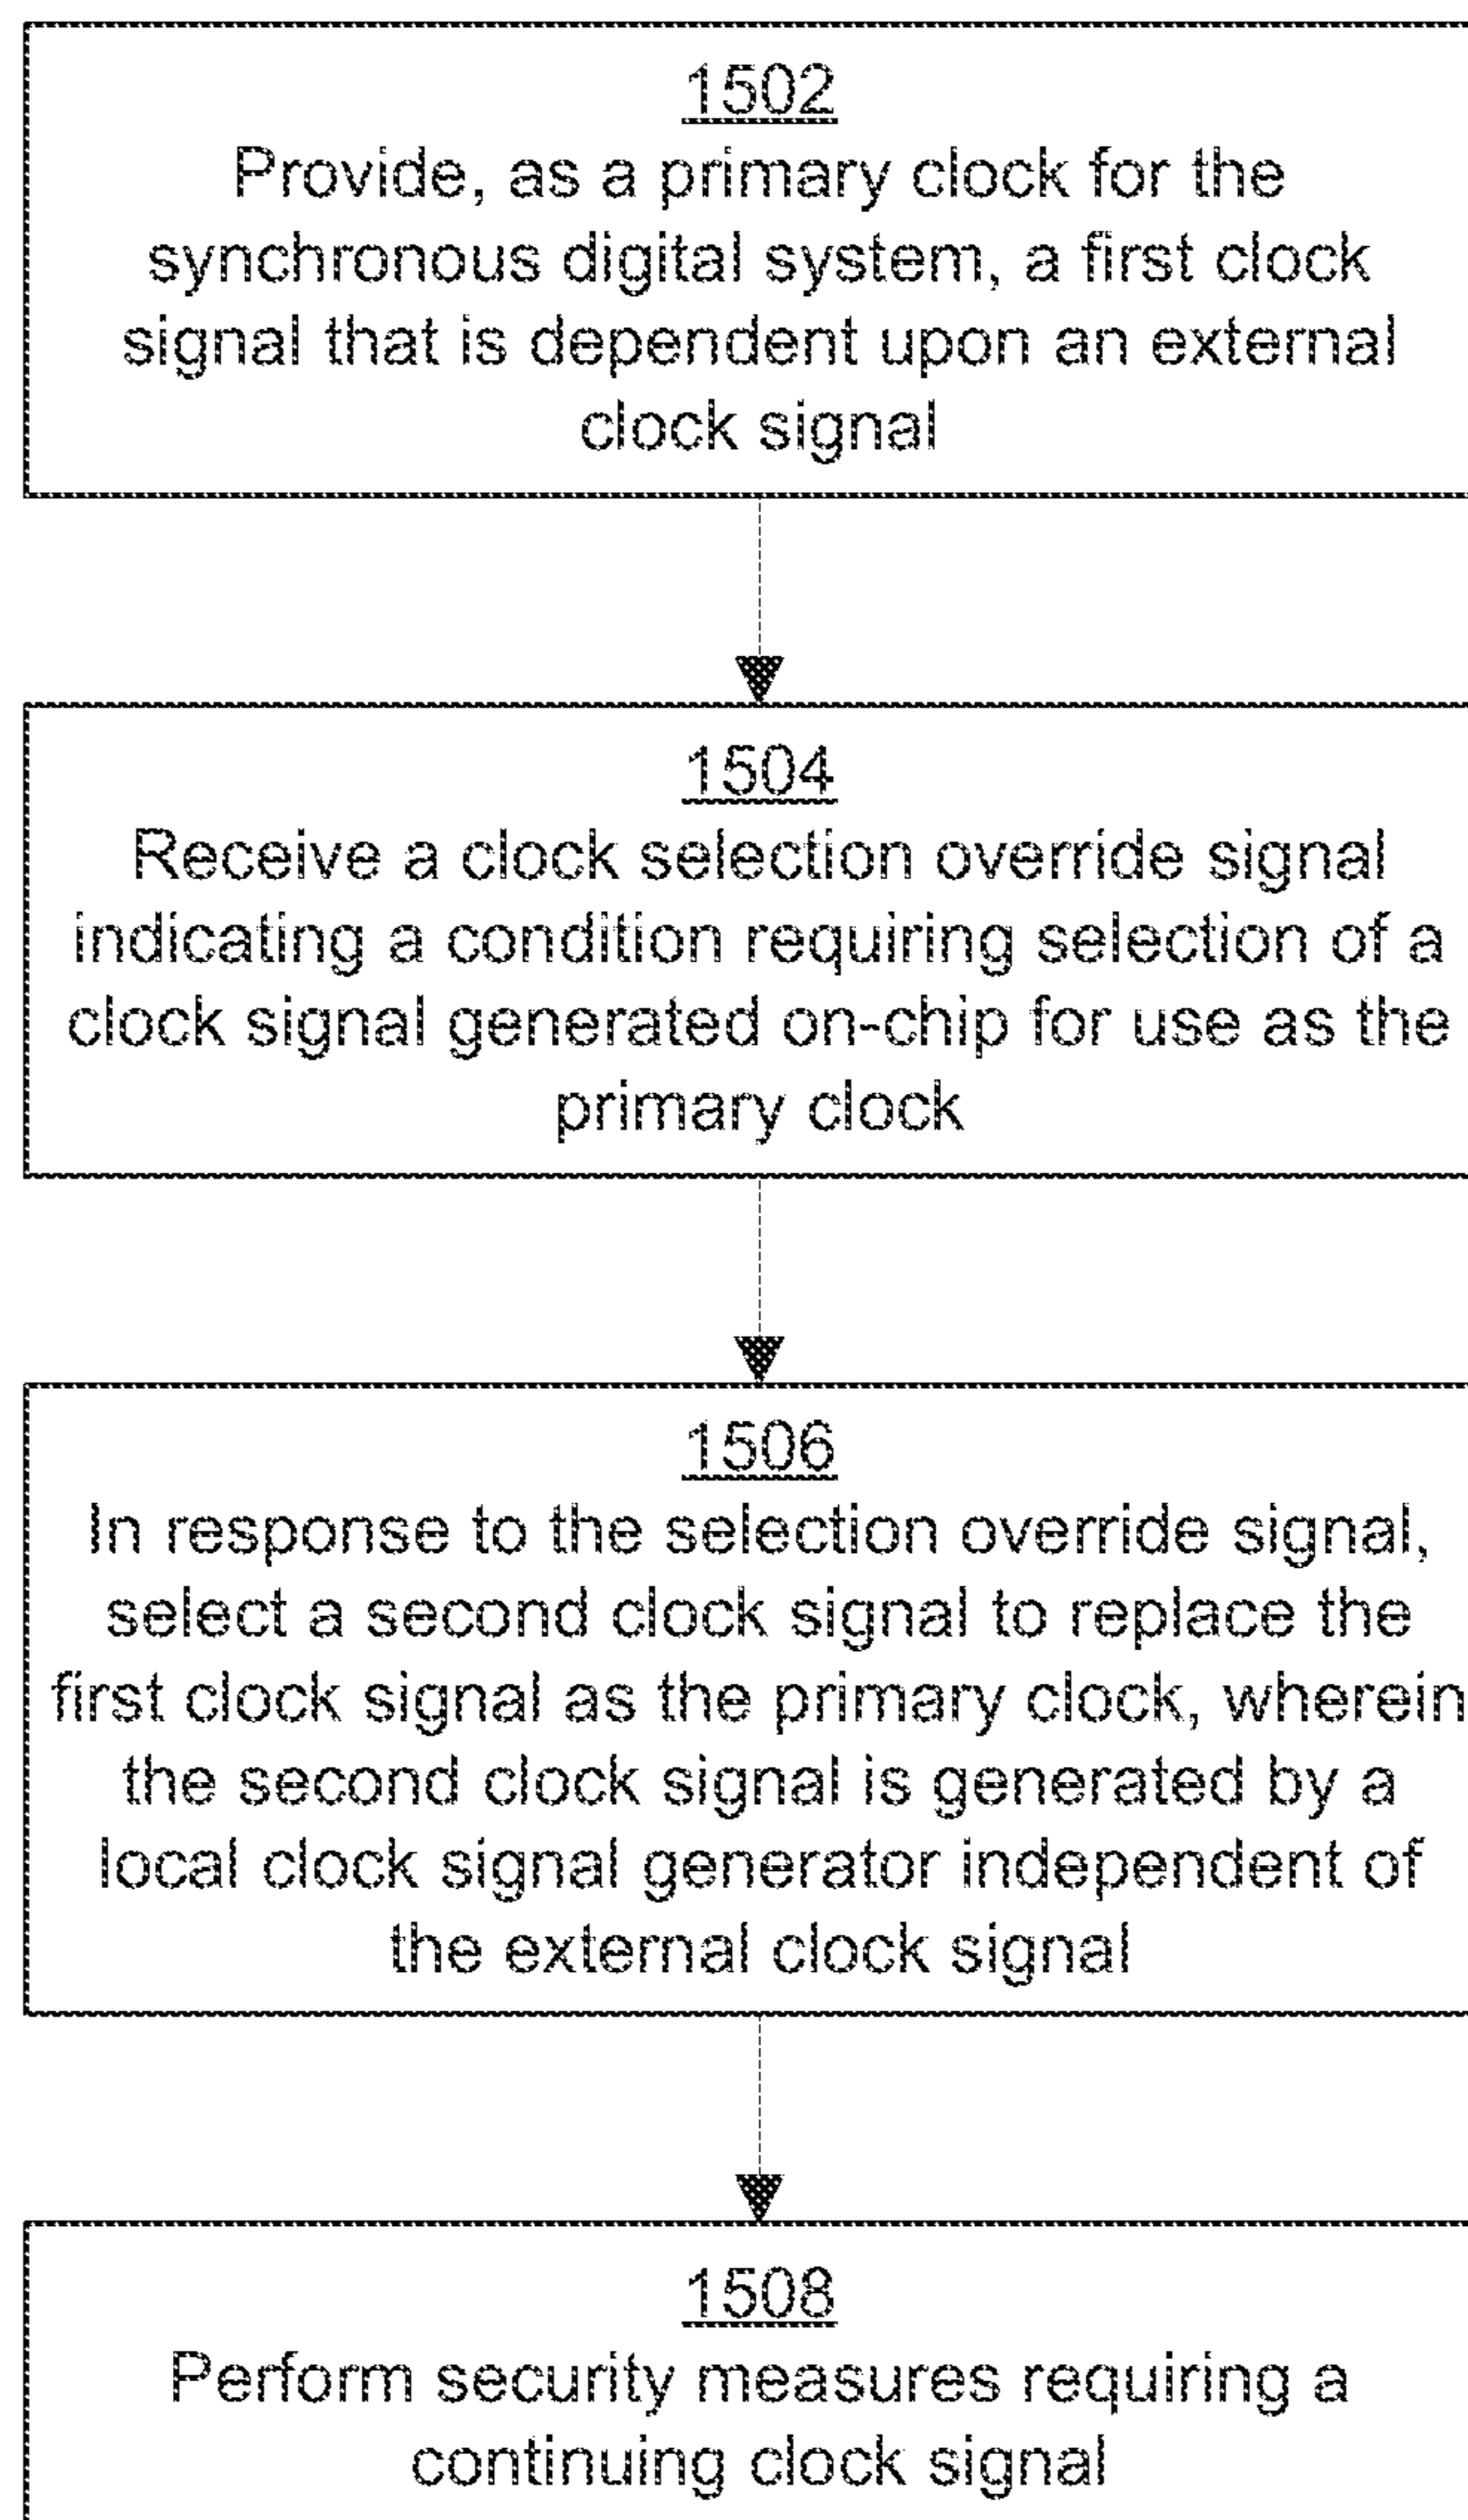 1502
Provide, as a primary clock for the
synchronous digital system, a first clock
signal that is dependent upon an external
clock signal
1504
Receive a clock selection override signal
indicating a condition requiring selection of a
clock signal generated on-chip for use as the
primary clock
1506
In response to the selection override signal,
select a second clock signal to replace the
first clock signal as the primary clock, wherein
the second clock signal is generated by a
local clock signal generator independent of
the external clock signal
1508
Perform security measures requiring a
continuing clock signal